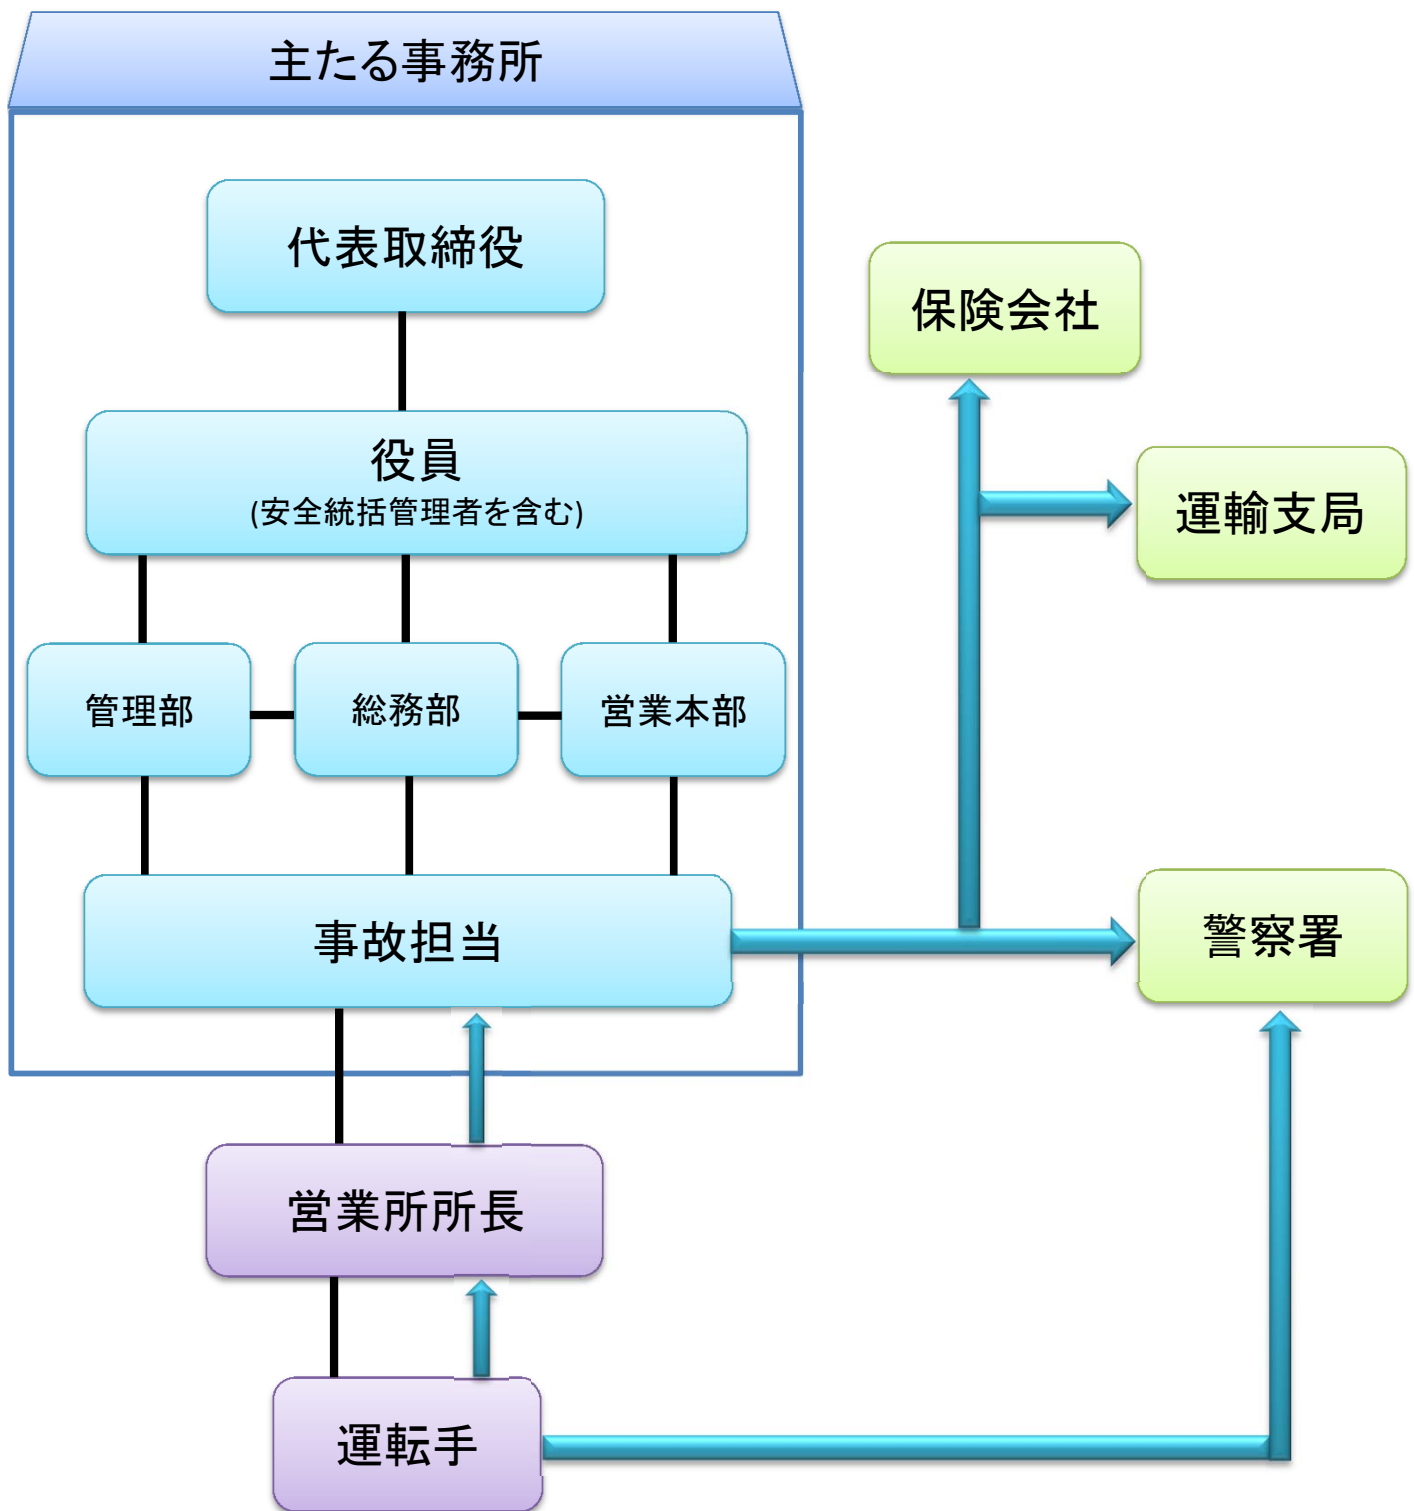 主たる事務所
代表取締役
保険会社
役員
(安全統括管理者を含む)
運輸支局
管理部
総務部
営業本部
事故担当
警察署
営業所所長
運転手